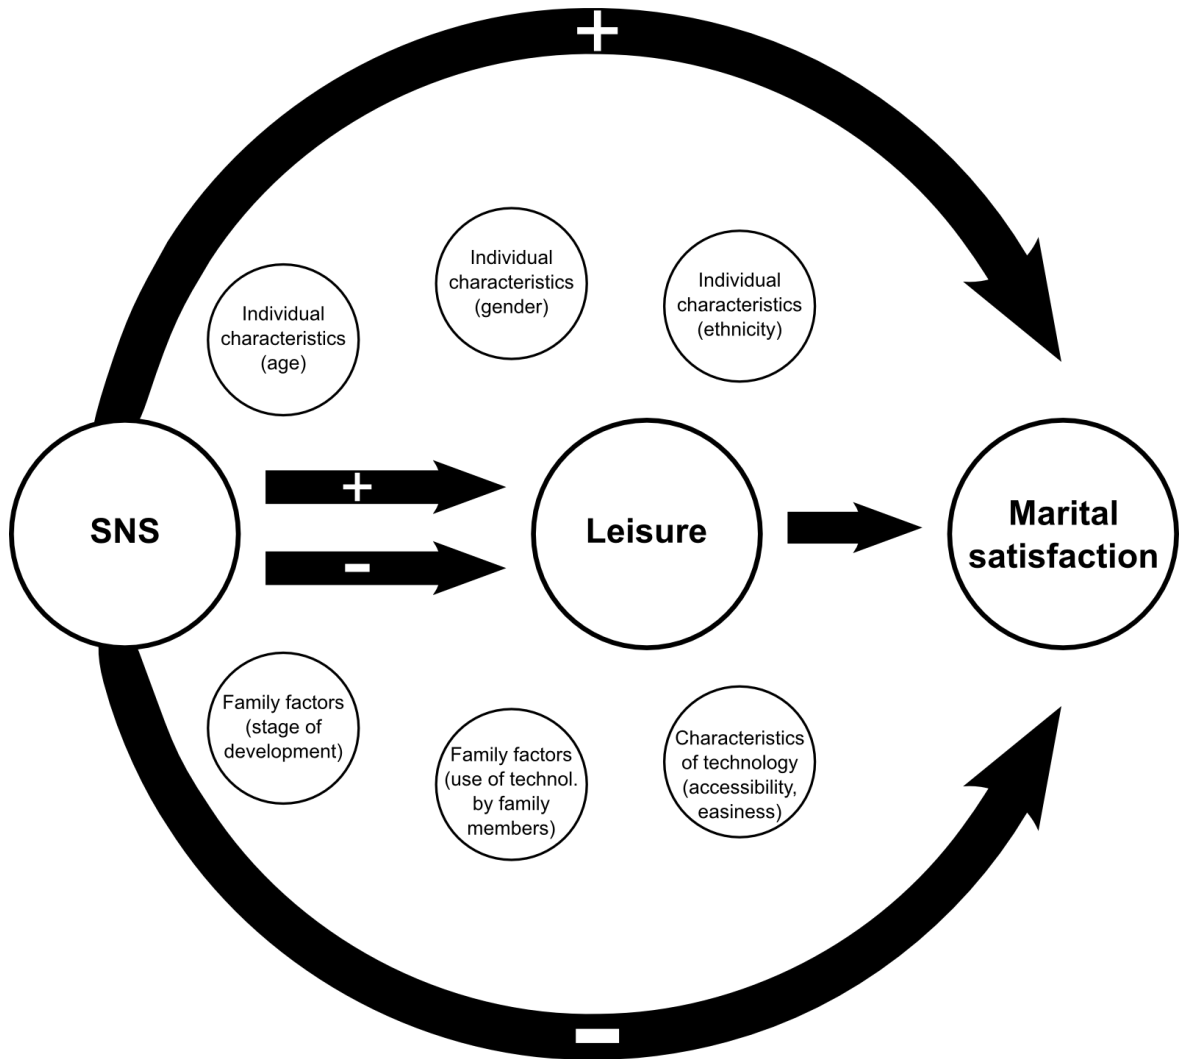 +
Individual
characteristics
(age)
Individual
characteristics
(gender)
Individual
characteristics
(ethnicity)
SNS
+
-
Leisure
Marital
satisfaction
Family factors
(stage of
development)
Family factors
(use of technol.
by family
members)
Characteristics
of technology
(accessibility,
easiness)
-